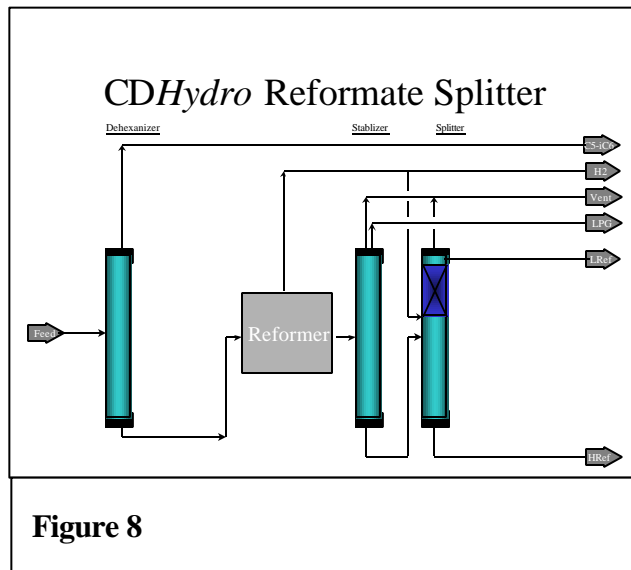 CDHydro Reformate Splitter
Dehexanizer
Stablizer
Splitter
C5-iC6
H2
Vent
LPG
LRef
Feed
Reformer
HRef
Figure 8